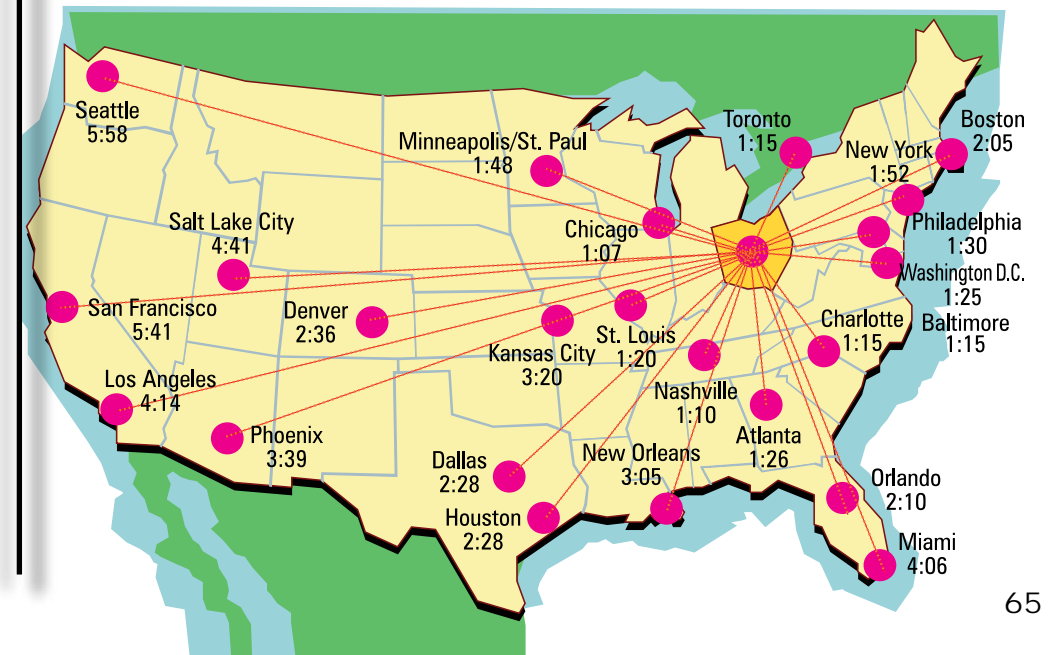 Seattle
5:58
Minneapolis/St. Paul
1:48
Toronto
1:15
Boston
2:05
New York
1:52
Salt Lake City
4:41
Chicago
1:07
Philadelphia
1:30
Washington D.C.
1:25
San Francisco
5:41
Denver
2:36
Kansas City
3:20
St. Louis
1:20
Charlotte
1:15
Baltimore
1:15
Los Angeles
4:14
Nashville
1:10
Phoenix
3:39
Atlanta
1:26
Dallas
2:28
New Orleans
3:05
Orlando
2:10
Houston
2:28
Miami
4:06
65